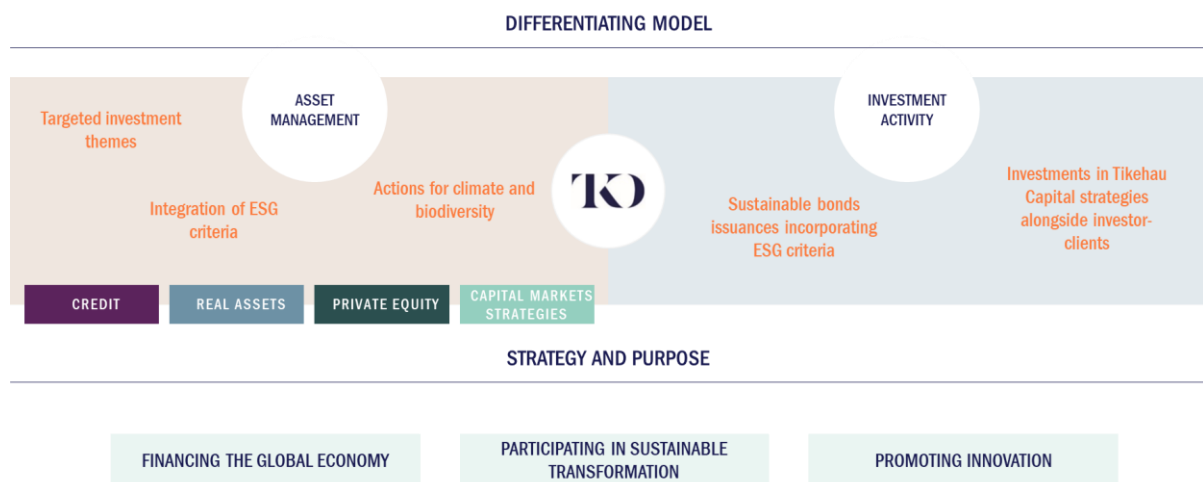 DIFFERENTIATING MODEL
ASSET
MANAGEMENT
Targeted investment
themes
Integration of ESG
criteria
Actions for climate and
biodiversity
TKO
INVESTMENT
ACTIVITY
Sustainable bonds
issuances incorporating
ESG criteria
Investments in Tikehau
Capital strategies
alongside investor-
clients
CREDIT
REAL ASSETS
PRIVATE EQUITY
CAPITAL MARKETS
STRATEGIES
STRATEGY AND PURPOSE
FINANCING THE GLOBAL ECONOMY
PARTICIPATING IN SUSTAINABLE
TRANSFORMATION
PROMOTING INNOVATION